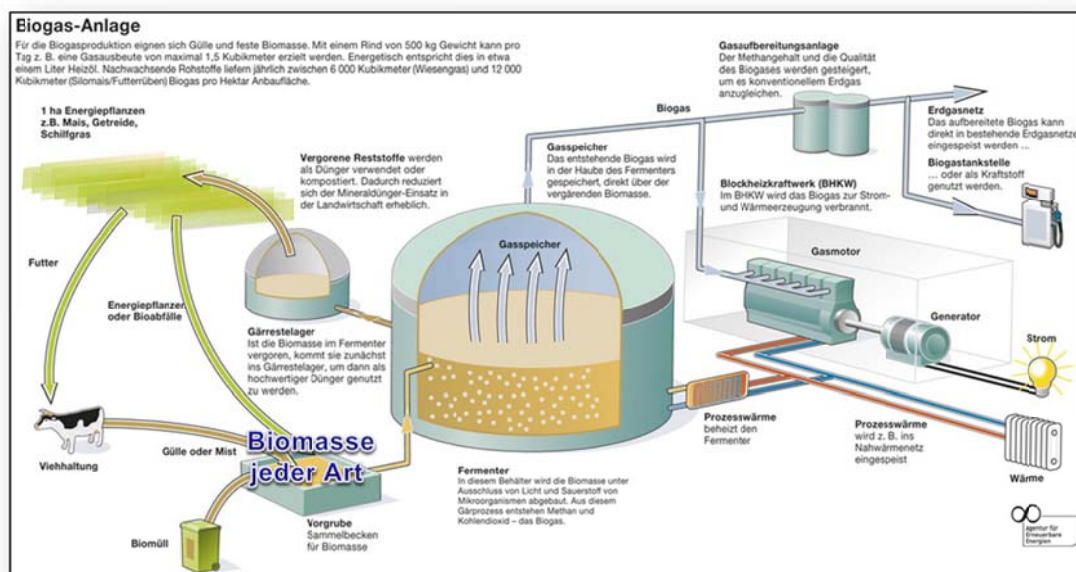 Biogas-Anlage
Für die Biogasproduktion eignen sich Gülle und feste Biomasse. Mit einem Rind von 500 kg Gewicht kann pro
Tag z. B. eine Gasausbeute von maximal 1,5 Kubikmeter erzielt werden. Energetisch entspricht dies in etwa
einem Liter Heizöl. Nachwachsende Rohstoffe liefern jährlich zwischen 6 000 Kubikmeter (Wiesengras) und 12 000
Kubikmeter (Silomais/Futterrüben) Biogas pro Hektar Anbaufläche.
1 ha Energiepflanzen
z.B. Mais, Getreide,
Schilfgras
Vergorene Reststoffe werden
als Dünger verwendet oder
kompostiert. Dadurch reduziert
sich der Mineraldünger-Einsatz in
der Landwirtschaft erheblich.
Gasspeicher
Das entstehende Biogas wird
in der Haube des Fermenters
gespeichert, direkt über der
vergärenden Biomasse.
Biogas
Gasaufbereitungsanlage
Der Methangehalt und die Qualität
des Biogases werden gesteigert,
um es konventionellem Erdgas
anzugleichen.
Erdgasnetz
Das aufbereitete Biogas kann
direkt in bestehende Erdgasnetze
eingespeist werden ...
Biogastankstelle
... oder als Kraftstoff
genutzt werden.
Blockheizkraftwerk (BHKW)
Im BHKW wird das Biogas zur Strom-
und Wärmeerzeugung verbrannt.
Gasspeicher
Gasmotor
Generator
Strom
Futter
Energiepflanzen
oder Bioabfälle
Gärrestelager
Ist die Biomasse im Fermenter
vergoren, kommt sie zunächst
ins Gärrestelager, um dann als
hochwertiger Dünger genutzt
zu werden.
Prozesswärme
beheizt den
Fermenter
Prozesswärme
wird z. B. ins
Nahwärmenetz
eingespeist
Wärme
Viehhaltung
Gülle oder Mist
Biomasse
jeder Art
Fermenter
In diesem Behälter wird die Biomasse unter
Ausschluss von Licht und Sauerstoff von
Mikroorganismen abgebaut. Aus diesem
Gärprozess entstehen Methan und
Kohlendioxid – das Biogas.
Biomüll
Vorgrube
Sammelbecken
für Biomasse
Agentur für
Erneuerbare
Energien